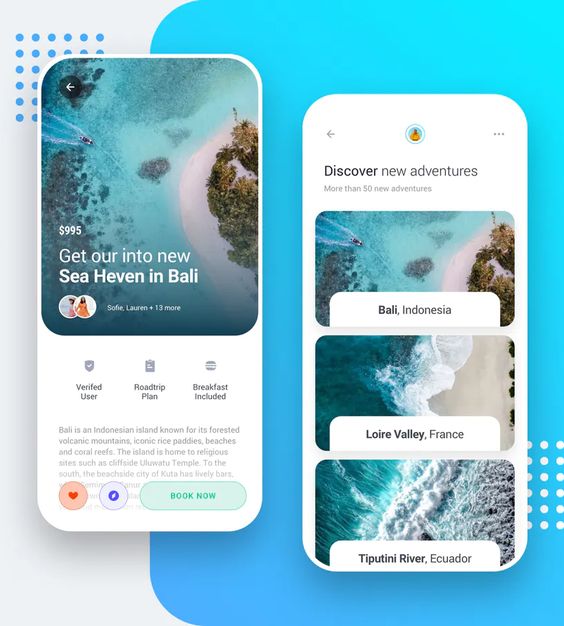 $995
Get our into new
Sea Heven in Bali
Sofie, Lauren + 13 more
Verifed
User
Roadtrip
Plan
Breakfast
Included
Bali is an Indonesian island known for its forested
volcanic mountains, iconic rice paddies, beaches
and coral reefs. The island is home to religious
sites such as cliffside Uluwatu Temple. To the
south, the beachside city of Kuta has lively bars,
BOOK NOW
Discover new adventures
More than 50 new adventures
Bali, Indonesia
Loire Valley, France
Tiputini River, Ecuador